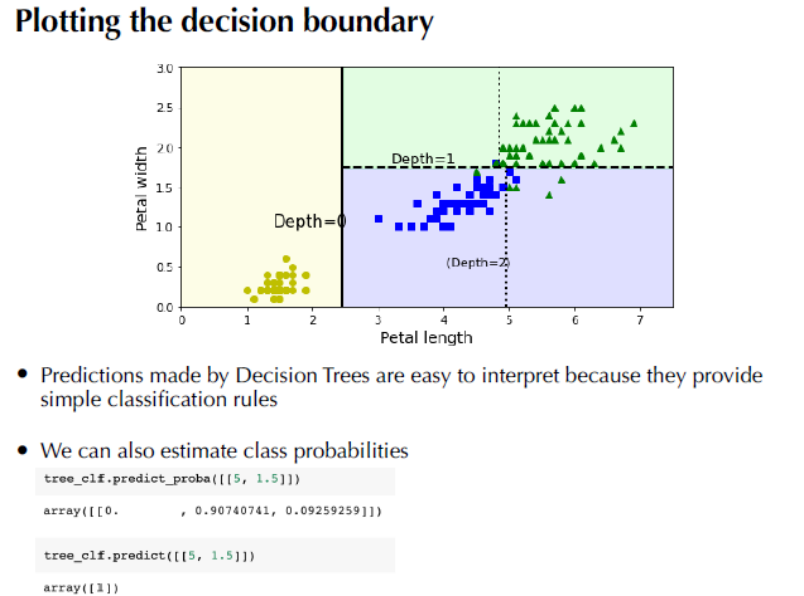 Plotting the decision boundary
3.0
2.5
2.0
1.5
1.0
0.5
0.0
Petal width
Depth=1
Depth=0
(Depth=2)
0 1 2 3 4 5 6 7
Petal length
• Predictions made by Decision Trees are easy to interpret because they provide
simple classification rules
• We can also estimate class probabilities
tree_clf.predict_proba([[5, 1.5]])
array([[0. , 0.90740741, 0.09259259]])
tree_clf.predict([[5, 1.5]])
array([1])